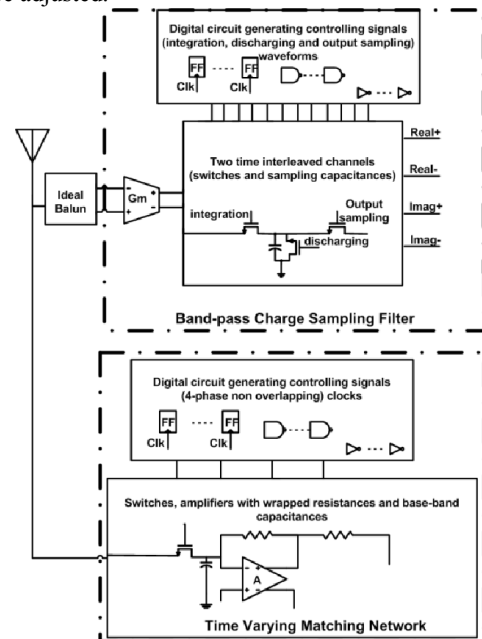 re adjusted.
Digital circuit generating controlling signals
(integration, discharging and output sampling)
waveforms
FF
FF
Clk
Clk
Two time interleaved channels
(switches and sampling capacitances)
Ideal
Balun
Gm
integration
Output
sampling
discharging
Real+
Real-
Imag+
Imag-
Band-pass Charge Sampling Filter
Digital circuit generating controlling signals
(4-phase non overlapping) clocks
FF
FF
Clk
Clk
Switches, amplifiers with wrapped resistances and base-band
capacitances
A
Time Varying Matching Network